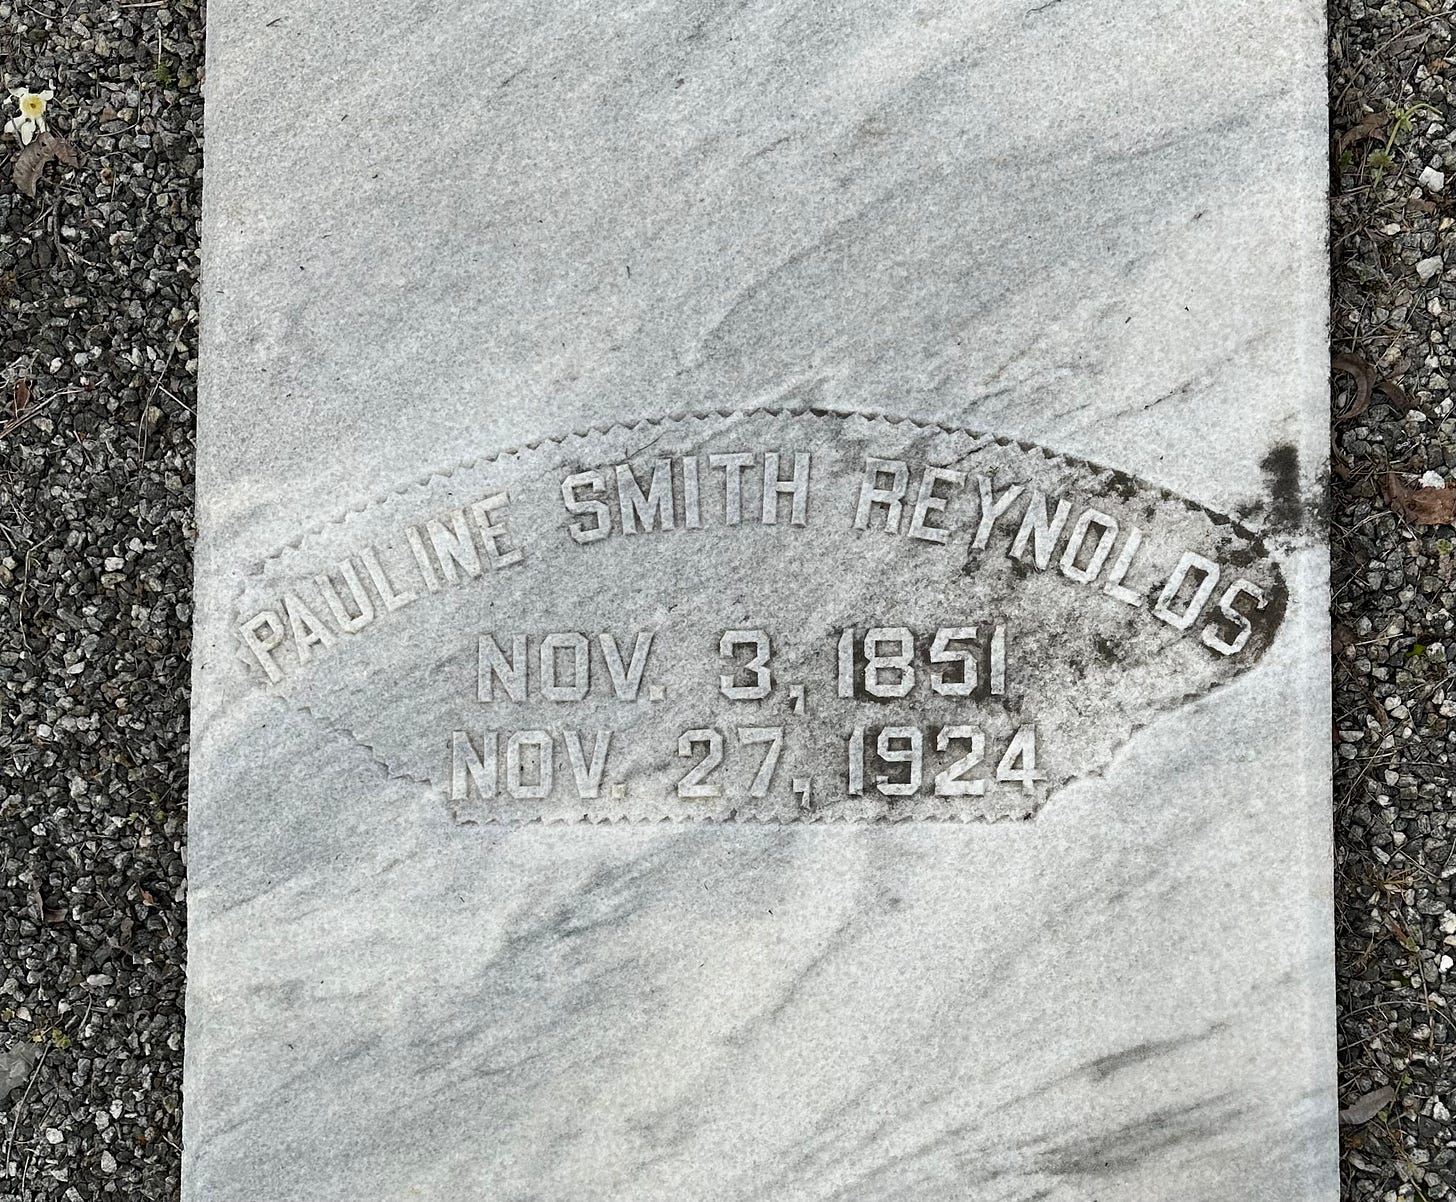 PAULINE SMITH REYNOLDS
NOV. 3, 1851
NOV. 27, 1924